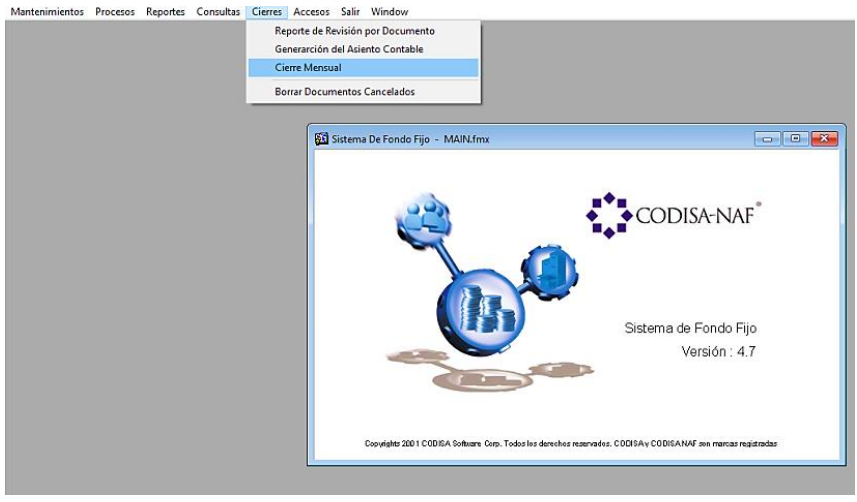 Mantenimientos Procesos Reportes Consultas Cierres Accesos Salir Window
Reporte de Revisión por Documento
Generarción del Asiento Contable
Cierre Mensual
Borrar Documentos Cancelados
Sistema De Fondo Fijo - MAIN.fmx
CODISA-NAF®
Sistema de Fondo Fijo
Versión : 4.7
Copyrights 2001 CODISA Software Corp. Todos los derechos reservados. CODISA y CODISANAF son marcas registradas